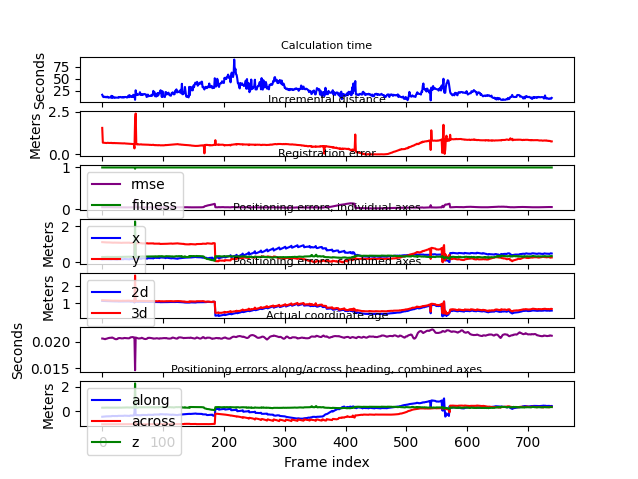 Calculation time
75
50
25
Seconds
Incremental distance
2.5
0.0
Meters
Registration error
1
0
rmse
fitness
Positioning errors, individual axes
2
0
Meters
x
y
Positioning errors, combined axes
2
1
Meters
2d
3d
Actual coordinate age
0.020
0.015
Seconds
Positioning errors along/across heading, combined axes
2
0
Meters
along
across
z
0 100 200 300 400 500 600 700
Frame index